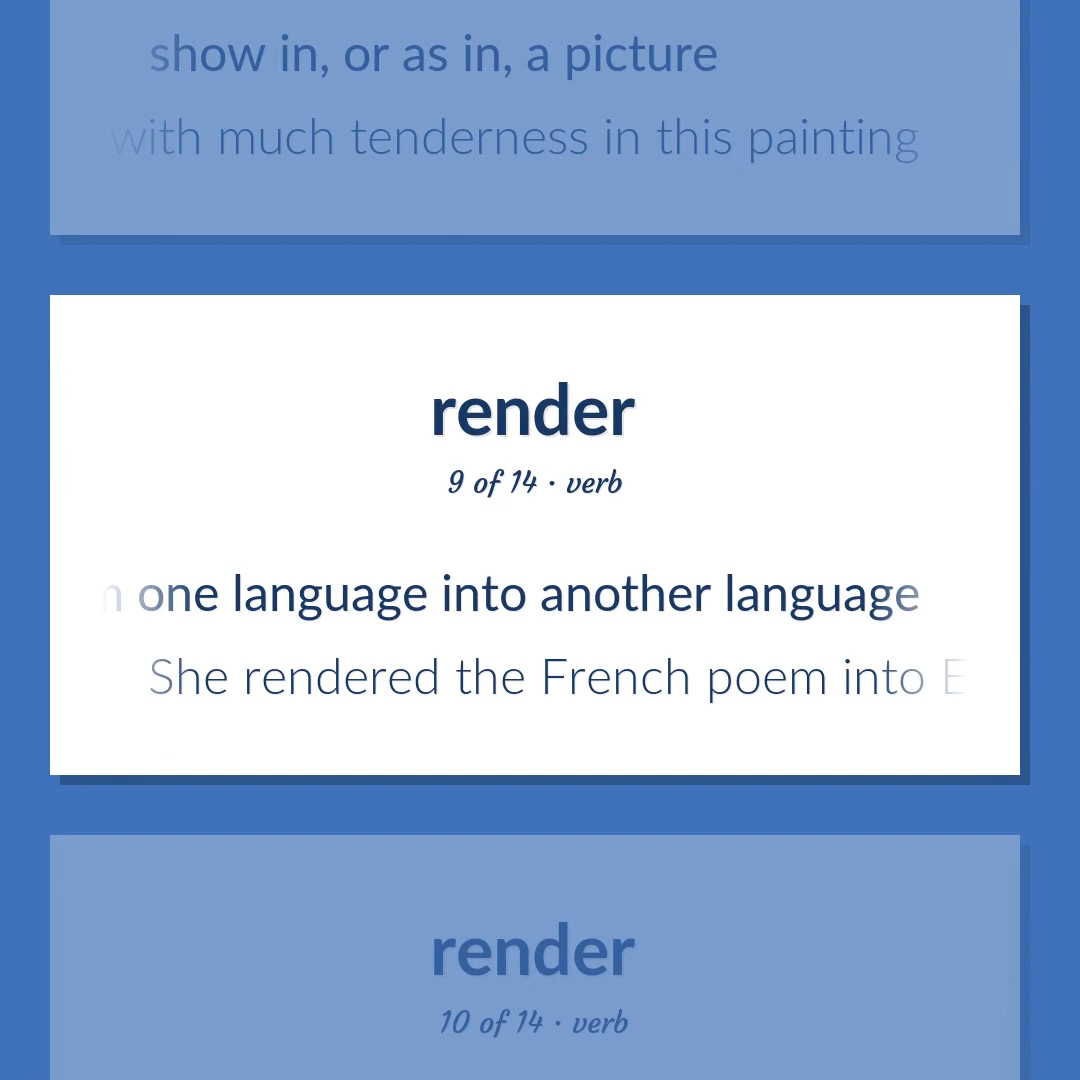 show in, or as in, a picture
with much tenderness in this painting
render
9 of 14 · verb
one language into another language
She rendered the French poem into
render
10 of 14 · verb